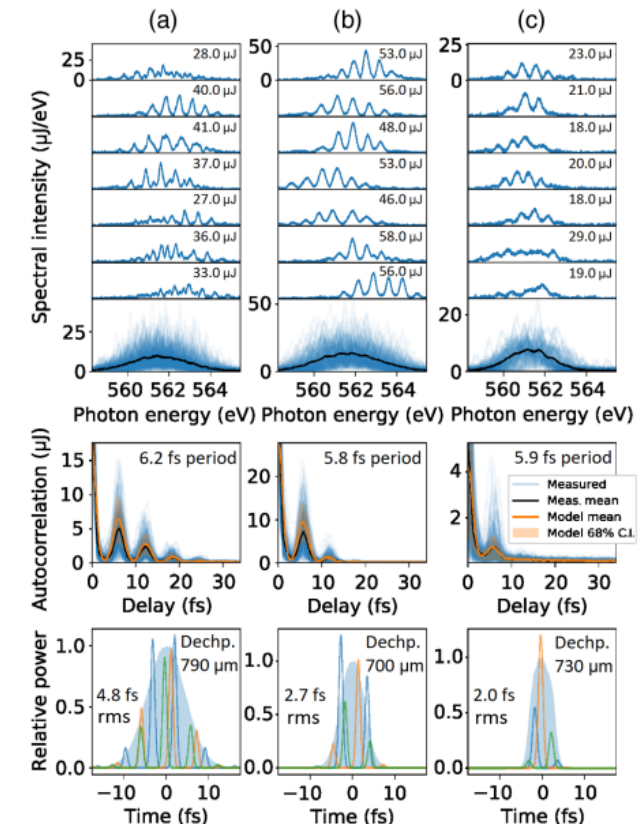 (a) (b) (c)
Spectral intensity (μJ/eV)
25
0
28.0 μJ
40.0 μJ
41.0 μJ
37.0 μJ
27.0 μJ
36.0 μJ
33.0 μJ
25
0
560 562 564
Photon energy (eV)
50
0
53.0 μJ
56.0 μJ
48.0 μJ
53.0 μJ
46.0 μJ
58.0 μJ
56.0 μJ
50
0
560 562 564
Photon energy (eV)
25
0
23.0 μJ
21.0 μJ
18.0 μJ
20.0 μJ
18.0 μJ
29.0 μJ
19.0 μJ
20
0
560 562 564
Photon energy (eV)
Autocorrelation (μJ)
15
10
5
0
6.2 fs period
0 10 20 30
Delay (fs)
20
10
0
5.8 fs period
0 10 20 30
Delay (fs)
4
2
5.9 fs period
Measured
Meas. mean
Model mean
Model 68% C.I.
0 10 20 30
Delay (fs)
Relative power
1.0
0.5
0.0
Dechp.
790 μm
4.8 fs
rms
−10 0 10
Time (fs)
1.0
0.5
0.0
Dechp.
700 μm
2.7 fs
rms
−10 0 10
Time (fs)
1.0
0.5
0.0
Dechp.
730 μm
2.0 fs
rms
−10 0 10
Time (fs)